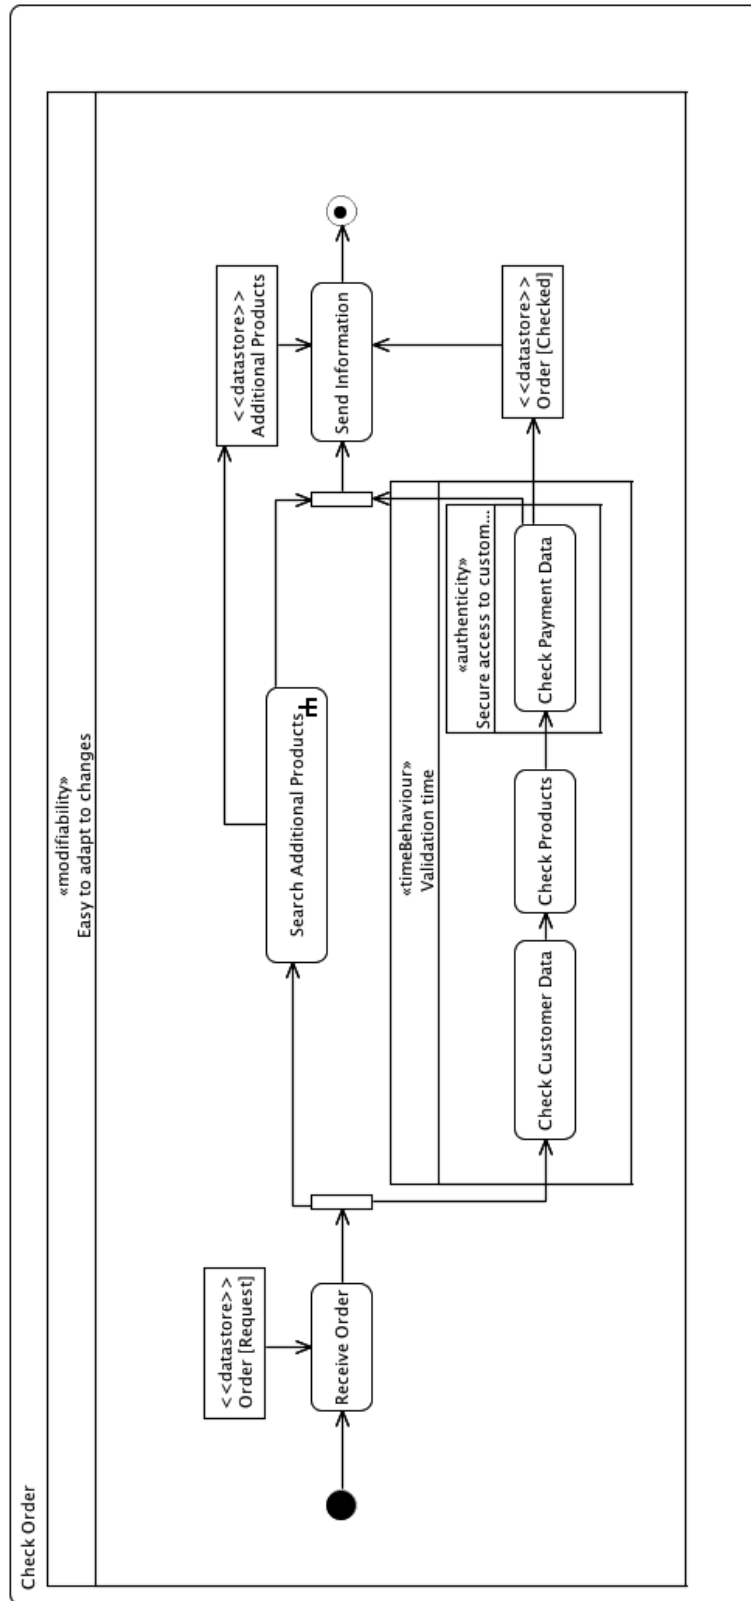 Check Order
«modifiability»
Easy to adapt to changes
<<datastore>>
Order [Request]
Receive Order
Search Additional Products
<<datastore>>
Additional Products
«timeBehaviour»
Validation time
Check Customer Data
Check Products
«authenticity»
Secure access to custom...
Check Payment Data
Send Information
<<datastore>>
Order [Checked]